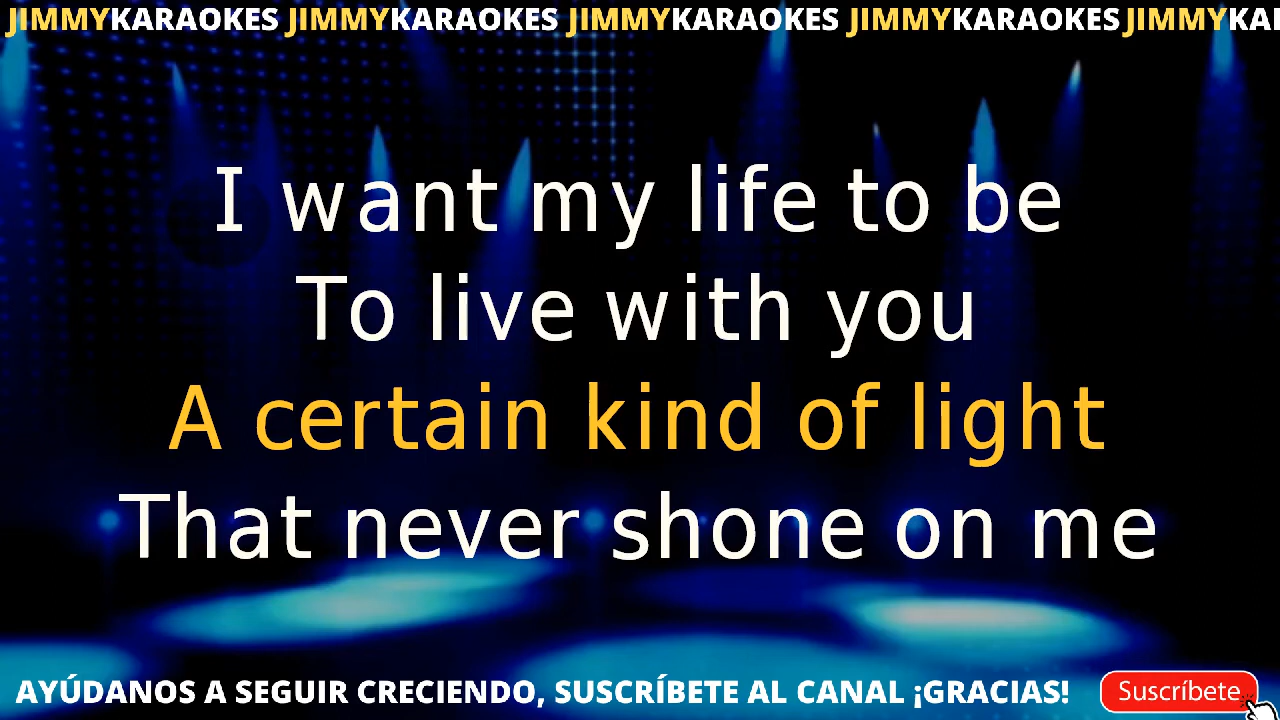 JIMMYKARAOKES JIMMYKARAOKES JIMMYKARAOKES JIMMYKARAOKES JIMMYKA
I want my life to be
To live with you
A certain kind of light
That never shone on me
AYÚDANOS A SEGUIR CRECIENDO, SUSCRÍBETE AL CANAL ¡GRACIAS!
Suscríbete